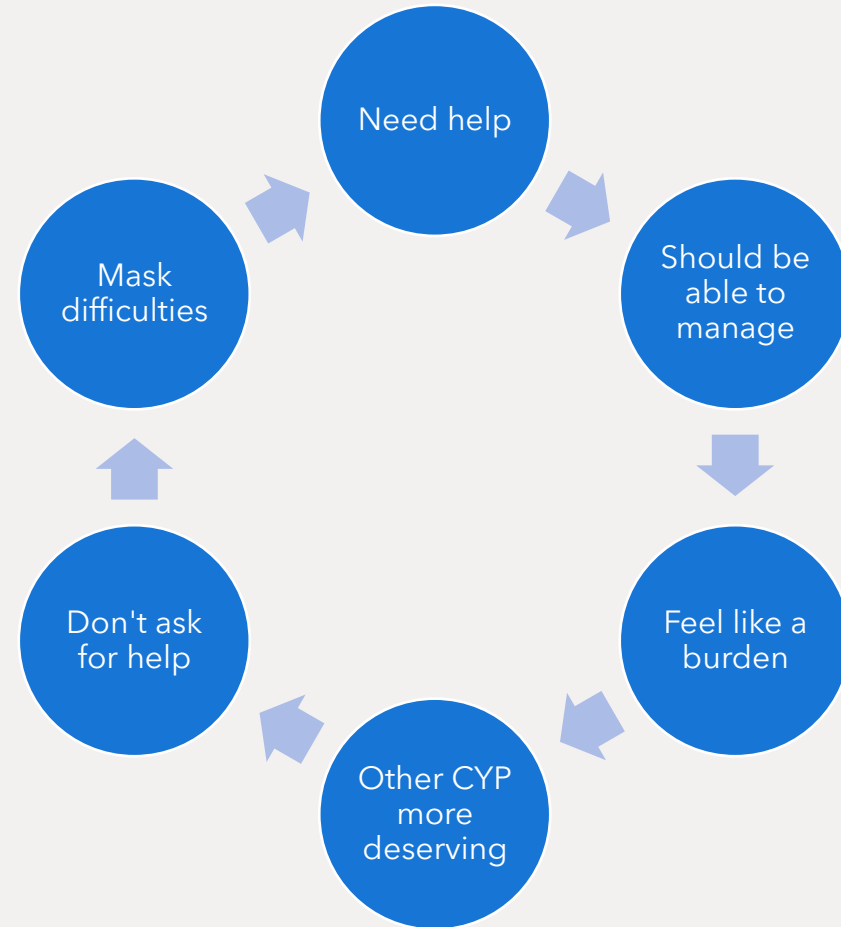 Need help
Should be
able to
manage
Feel like a
burden
Other CYP
more
deserving
Don't ask
for help
Mask
difficulties